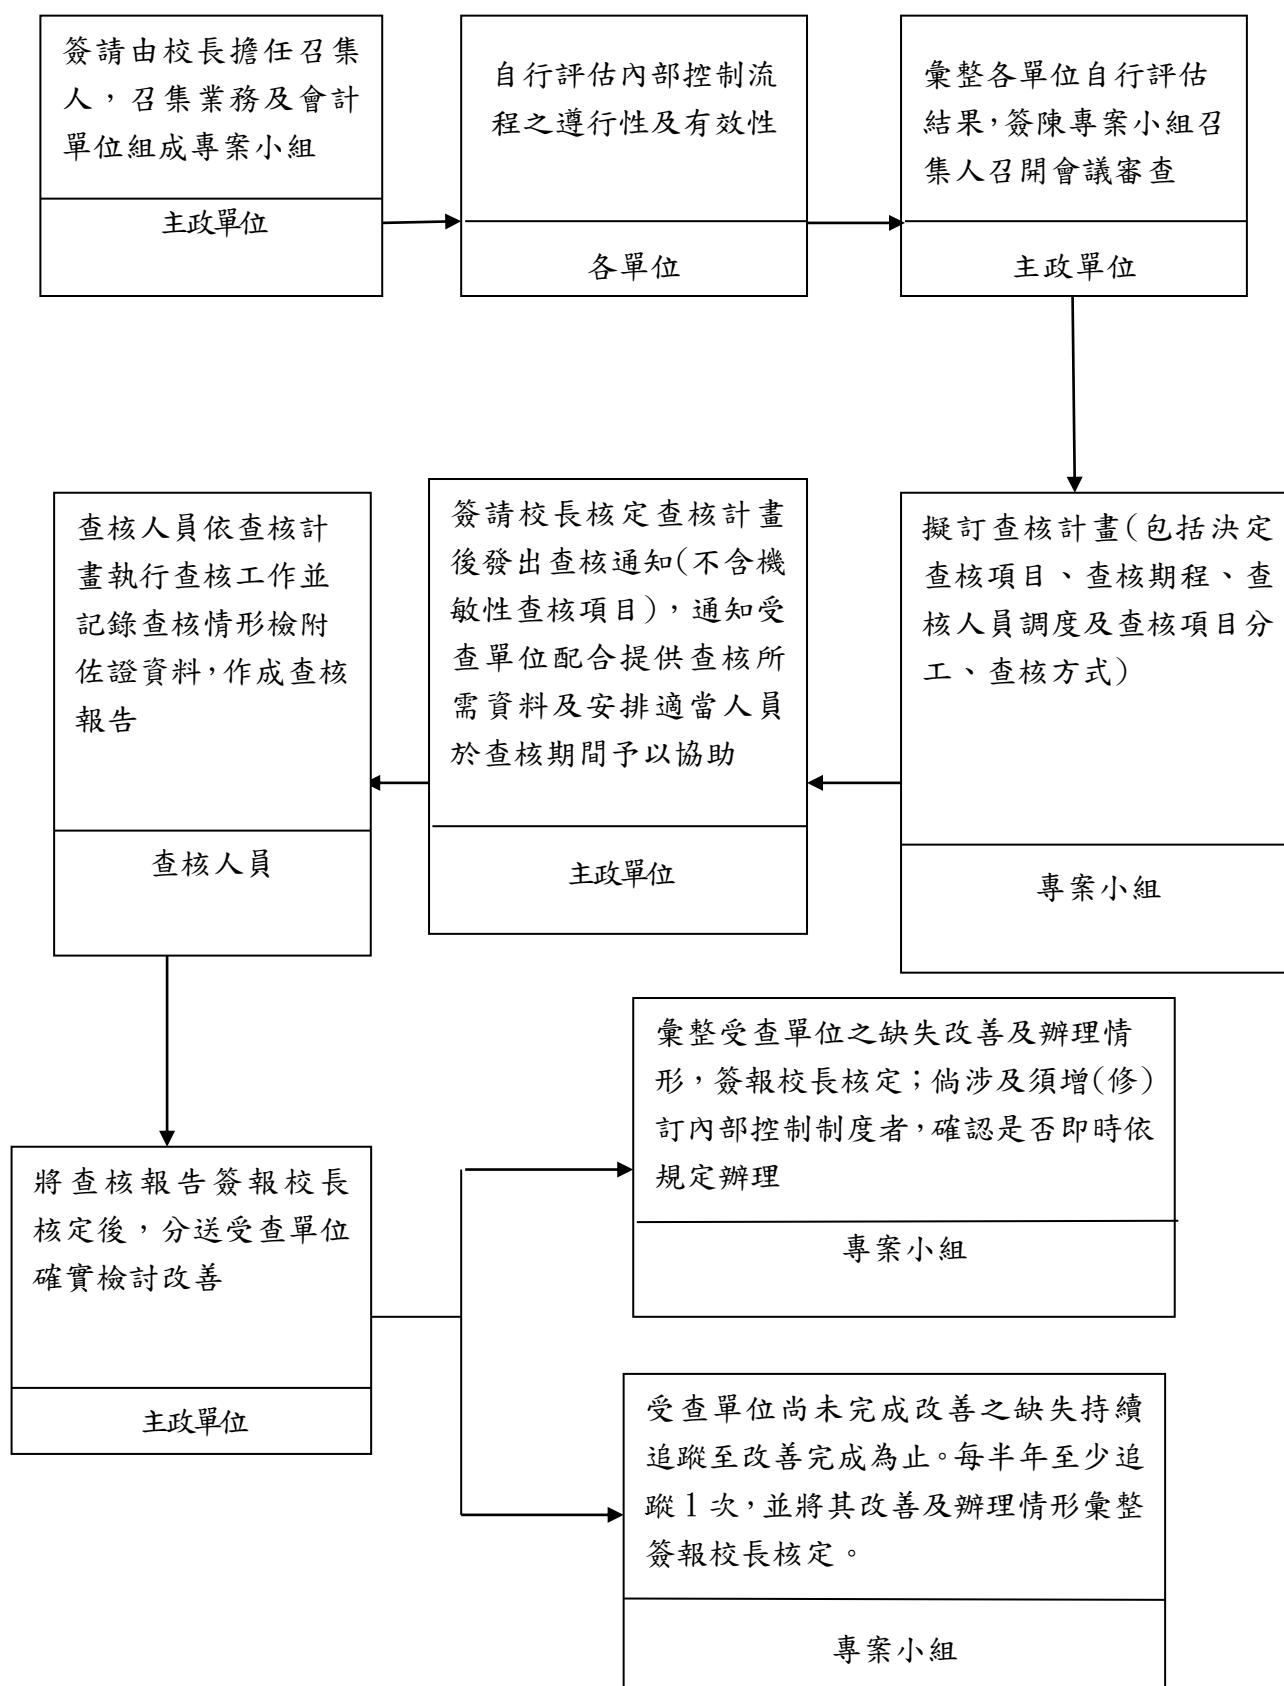 簽請由校長擔任召集
人，召集業務及會計
單位組成專案小組
主政單位
自行評估內部控制流
程之遵行性及有效性
各單位
彙整各單位自行評估
結果，簽陳專案小組召
集人召開會議審查
主政單位
擬訂查核計畫(包括決定
查核項目、查核期程、查
核人員調度及查核項目分
工、查核方式)
專案小組
簽請校長核定查核計畫
後發出查核通知(不含機
敏性查核項目)，通知受
查單位配合提供查核所
需資料及安排適當人員
於查核期間予以協助
主政單位
查核人員依查核計
畫執行查核工作並
記錄查核情形檢附
佐證資料，作成查核
報告
查核人員
將查核報告簽報校長
核定後，分送受查單位
確實檢討改善
主政單位
彙整受查單位之缺失改善及辦理情
形，簽報校長核定；倘涉及須增(修)
訂內部控制制度者，確認是否即時依
規定辦理
專案小組
受查單位尚未完成改善之缺失持續
追蹤至改善完成為止。每半年至少追
蹤1次，並將其改善及辦理情形彙整
簽報校長核定。
專案小組